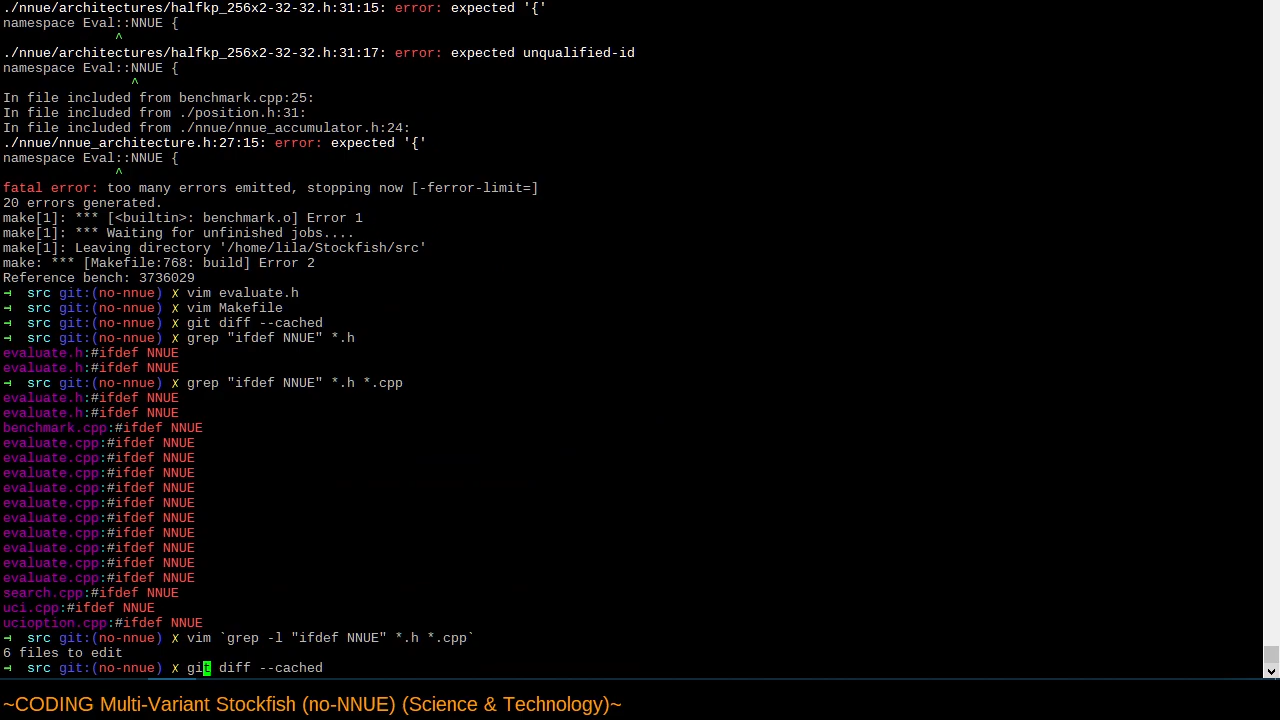 ./nnue/architectures/halfkp_256x2-32-32.h:31:15: error: expected '{'
namespace Eval::NNUE {
^
./nnue/architectures/halfkp_256x2-32-32.h:31:17: error: expected unqualified-id
namespace Eval::NNUE {
^
In file included from benchmark.cpp:25:
In file included from ./position.h:31:
In file included from ./nnue/nnue_accumulator.h:24:
./nnue/nnue_architecture.h:27:15: error: expected '{'
namespace Eval::NNUE {
^
fatal error: too many errors emitted, stopping now [-ferror-limit=]
20 errors generated.
make[1]: *** [<builtin>: benchmark.o] Error 1
make[1]: *** Waiting for unfinished jobs....
make[1]: Leaving directory '/home/lila/Stockfish/src'
make: *** [Makefile:768: build] Error 2
Reference bench: 3736029
→ src git:(no-nnue) ✗ vim evaluate.h
→ src git:(no-nnue) ✗ vim Makefile
→ src git:(no-nnue) ✗ git diff --cached
→ src git:(no-nnue) ✗ grep "ifdef NNUE" *.h
evaluate.h:#ifdef NNUE
evaluate.h:#ifdef NNUE
→ src git:(no-nnue) ✗ grep "ifdef NNUE" *.h *.cpp
evaluate.h:#ifdef NNUE
evaluate.h:#ifdef NNUE
benchmark.cpp:#ifdef NNUE
evaluate.cpp:#ifdef NNUE
evaluate.cpp:#ifdef NNUE
evaluate.cpp:#ifdef NNUE
evaluate.cpp:#ifdef NNUE
evaluate.cpp:#ifdef NNUE
evaluate.cpp:#ifdef NNUE
evaluate.cpp:#ifdef NNUE
evaluate.cpp:#ifdef NNUE
evaluate.cpp:#ifdef NNUE
evaluate.cpp:#ifdef NNUE
search.cpp:#ifdef NNUE
uci.cpp:#ifdef NNUE
ucioption.cpp:#ifdef NNUE
→ src git:(no-nnue) ✗ vim `grep -l "ifdef NNUE" *.h *.cpp`
6 files to edit
→ src git:(no-nnue) ✗ git diff --cached
~CODING Multi-Variant Stockfish (no-NNUE) (Science & Technology)~